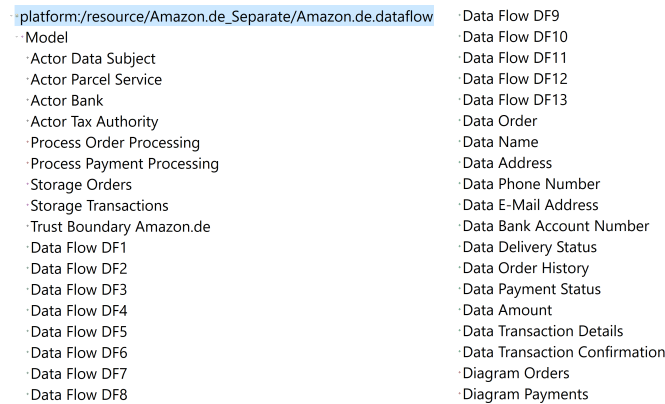 platform:/resource/Amazon.de_Separate/Amazon.de.dataflow
Model
Actor Data Subject
Actor Parcel Service
Actor Bank
Actor Tax Authority
Process Order Processing
Process Payment Processing
Storage Orders
Storage Transactions
Trust Boundary Amazon.de
Data Flow DF1
Data Flow DF2
Data Flow DF3
Data Flow DF4
Data Flow DF5
Data Flow DF6
Data Flow DF7
Data Flow DF8
Data Flow DF9
Data Flow DF10
Data Flow DF11
Data Flow DF12
Data Flow DF13
Data Order
Data Name
Data Address
Data Phone Number
Data E-Mail Address
Data Bank Account Number
Data Delivery Status
Data Order History
Data Payment Status
Data Amount
Data Transaction Details
Data Transaction Confirmation
Diagram Orders
Diagram Payments